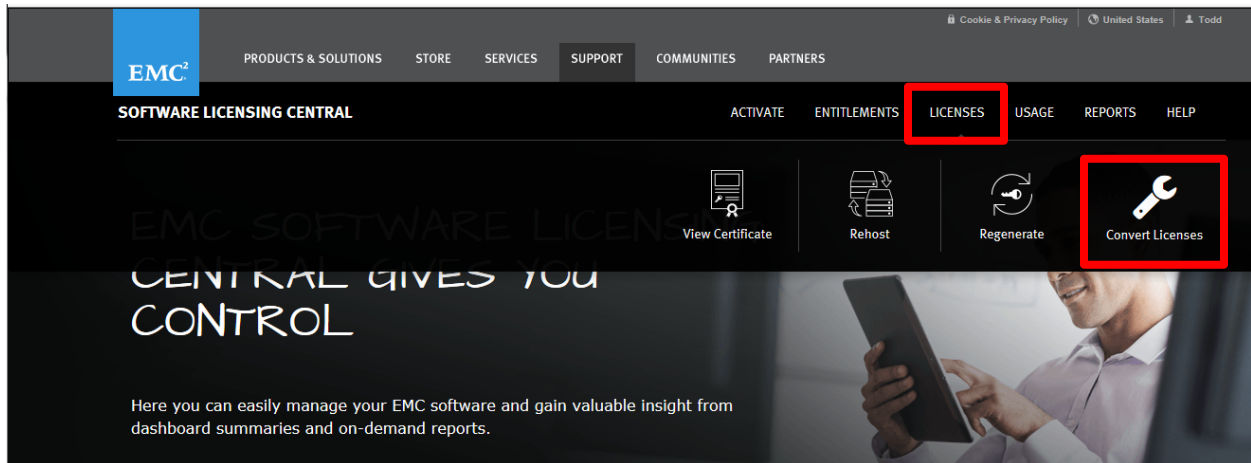 Cookie & Privacy Policy United States Todd
EMC²
PRODUCTS & SOLUTIONS STORE SERVICES SUPPORT COMMUNITIES PARTNERS
SOFTWARE LICENSING CENTRAL ACTIVATE ENTITLEMENTS LICENSES USAGE REPORTS HELP
View Certificate Rehost Regenerate Convert Licenses
EMC SOFTWARE LICENSING
CENTRAL GIVES YOU
CONTROL
Here you can easily manage your EMC software and gain valuable insight from
dashboard summaries and on-demand reports.